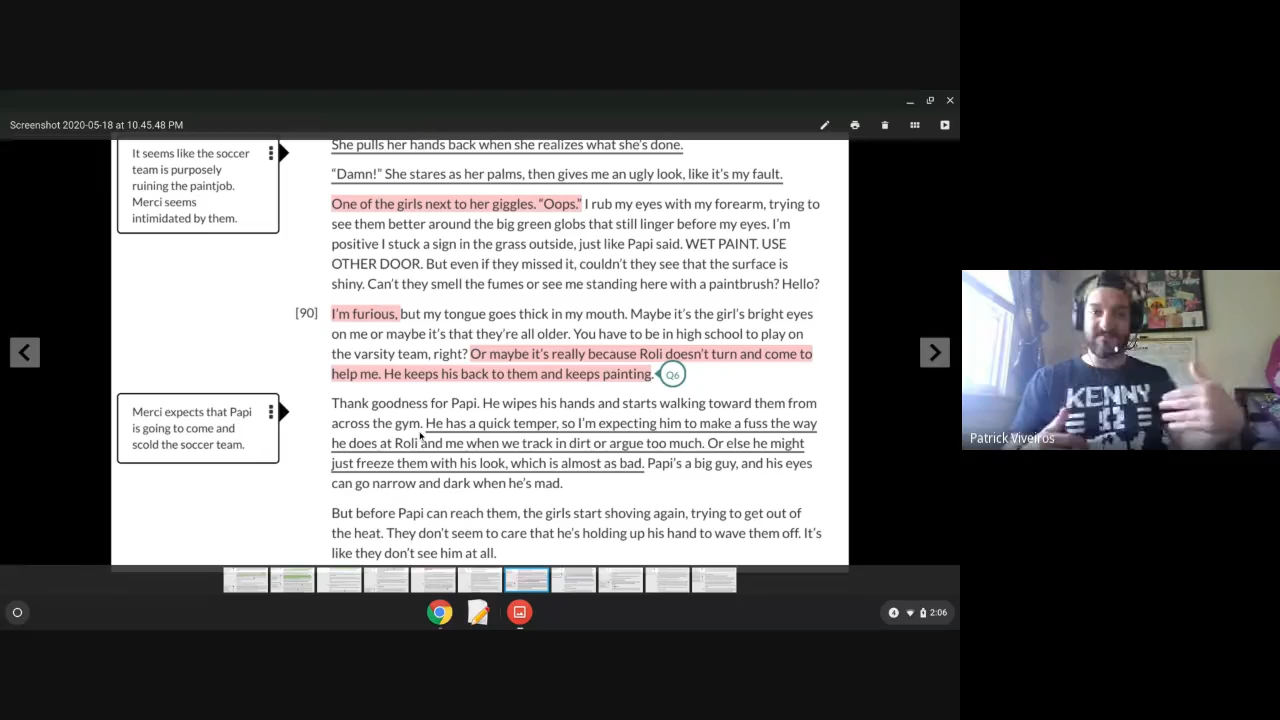 Screenshot 2020-05-18 at 10.45.48 PM
It seems like the soccer
team is purposely
ruining the paintjob.
Merci seems
intimidated by them.
She pulls her hands back when she realizes what she's done.
“Damn!” She stares as her palms, then gives me an ugly look, like it's my fault.
One of the girls next to her giggles. “Oops.” I rub my eyes with my forearm, trying to
see them better around the big green globs that still linger before my eyes. I'm
positive I stuck a sign in the grass outside, just like Papi said. WET PAINT. USE
OTHER DOOR. But even if they missed it, couldn't they see that the surface is
shiny. Can't they smell the fumes or see me standing here with a paintbrush? Hello?
[90] I'm furious, but my tongue goes thick in my mouth. Maybe it's the girl's bright eyes
on me or maybe it's that they're all older. You have to be in high school to play on
the varsity team, right? Or maybe it's really because Roli doesn't turn and come to
help me. He keeps his back to them and keeps painting. Q6
Merci expects that Papi
is going to come and
scold the soccer team.
Thank goodness for Papi. He wipes his hands and starts walking toward them from
across the gym. He has a quick temper, so I'm expecting him to make a fuss the way
he does at Roli and me when we track in dirt or argue too much. Or else he might
just freeze them with his look, which is almost as bad. Papi's a big guy, and his eyes
can go narrow and dark when he's mad.
But before Papi can reach them, the girls start shoving again, trying to get out of
the heat. They don't seem to care that he's holding up his hand to wave them off. It's
like they don't see him at all.
4 2:06
KENNY
Patrick Viveiros